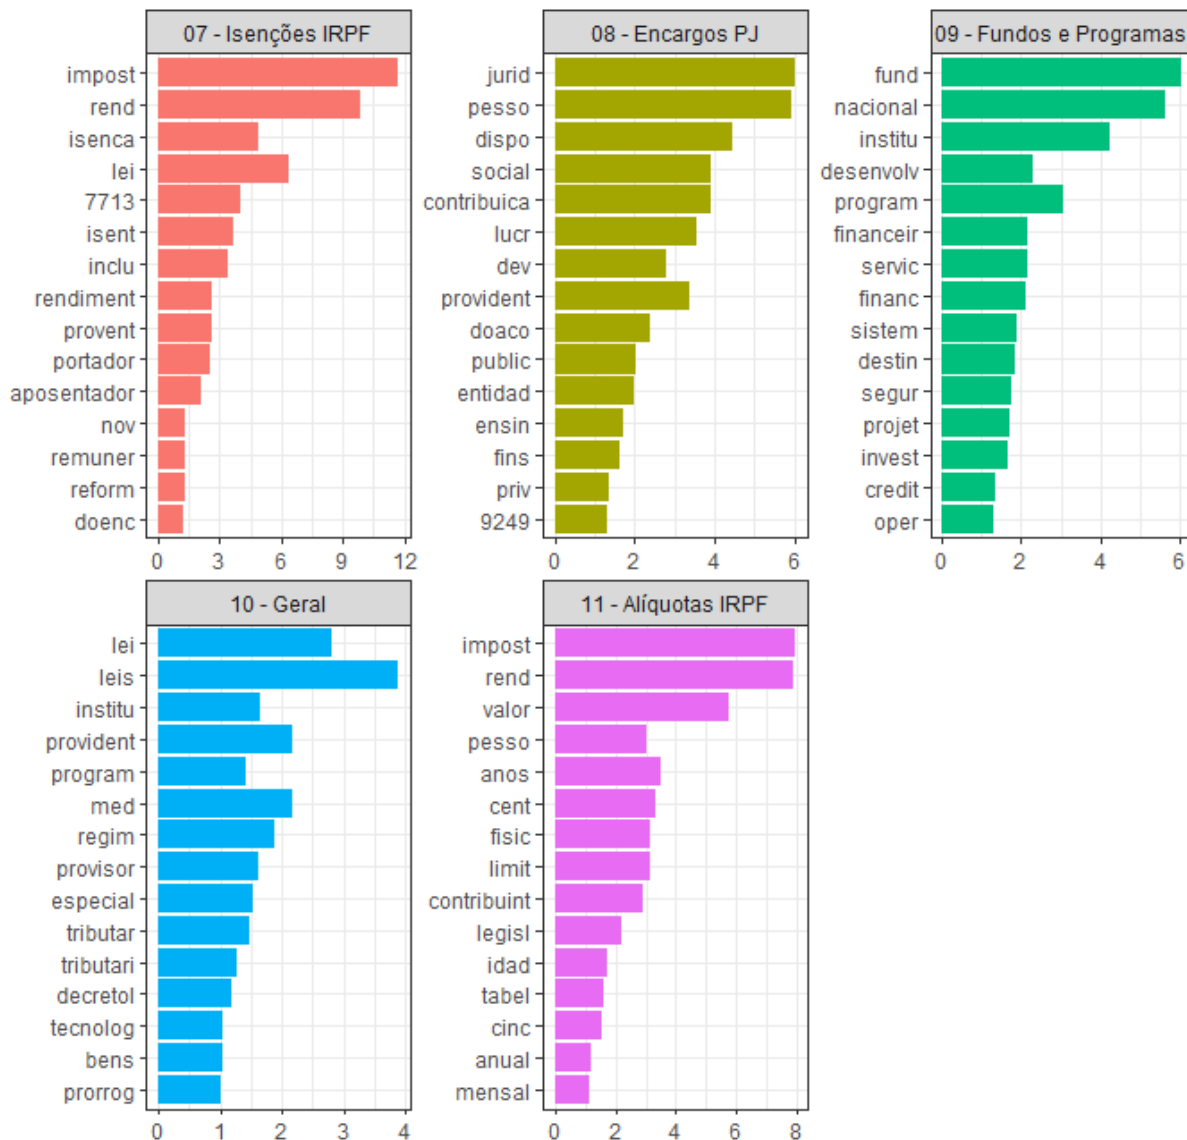 07 - Isenções IRPF
impost
rend
isenca
lei
7713
isent
inclu
rendiment
provent
portador
aposentador
nov
remuner
reform
doenc
0 3 6 9 12
08 - Encargos PJ
jurid
pesso
dispo
social
contribuica
lucr
dev
provident
doaco
public
entidad
ensin
fins
priv
9249
0 2 4 6
09 - Fundos e Programas
fund
nacional
institu
desenvolv
program
financeir
servic
financ
sistem
destin
segur
projet
invest
credit
oper
0 2 4 6
10 - Geral
lei
leis
institu
provident
program
med
regim
provisor
especial
tributar
tributari
decretol
tecnolog
bens
prorrog
0 1 2 3 4
11 - Alíquotas IRPF
impost
rend
valor
pesso
anos
cent
fisic
limit
contribuint
legisl
idad
tabel
cinc
anual
mensal
0 2 4 6 8